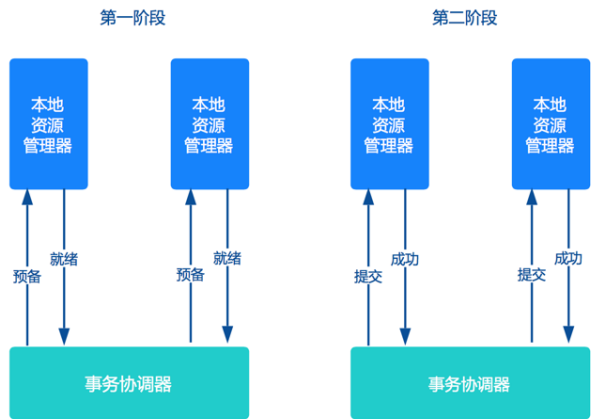 第一阶段
第二阶段
本地
资源
管理器
本地
资源
管理器
本地
资源
管理器
本地
资源
管理器
预备
就绪
预备
就绪
提交
成功
提交
成功
事务协调器
事务协调器